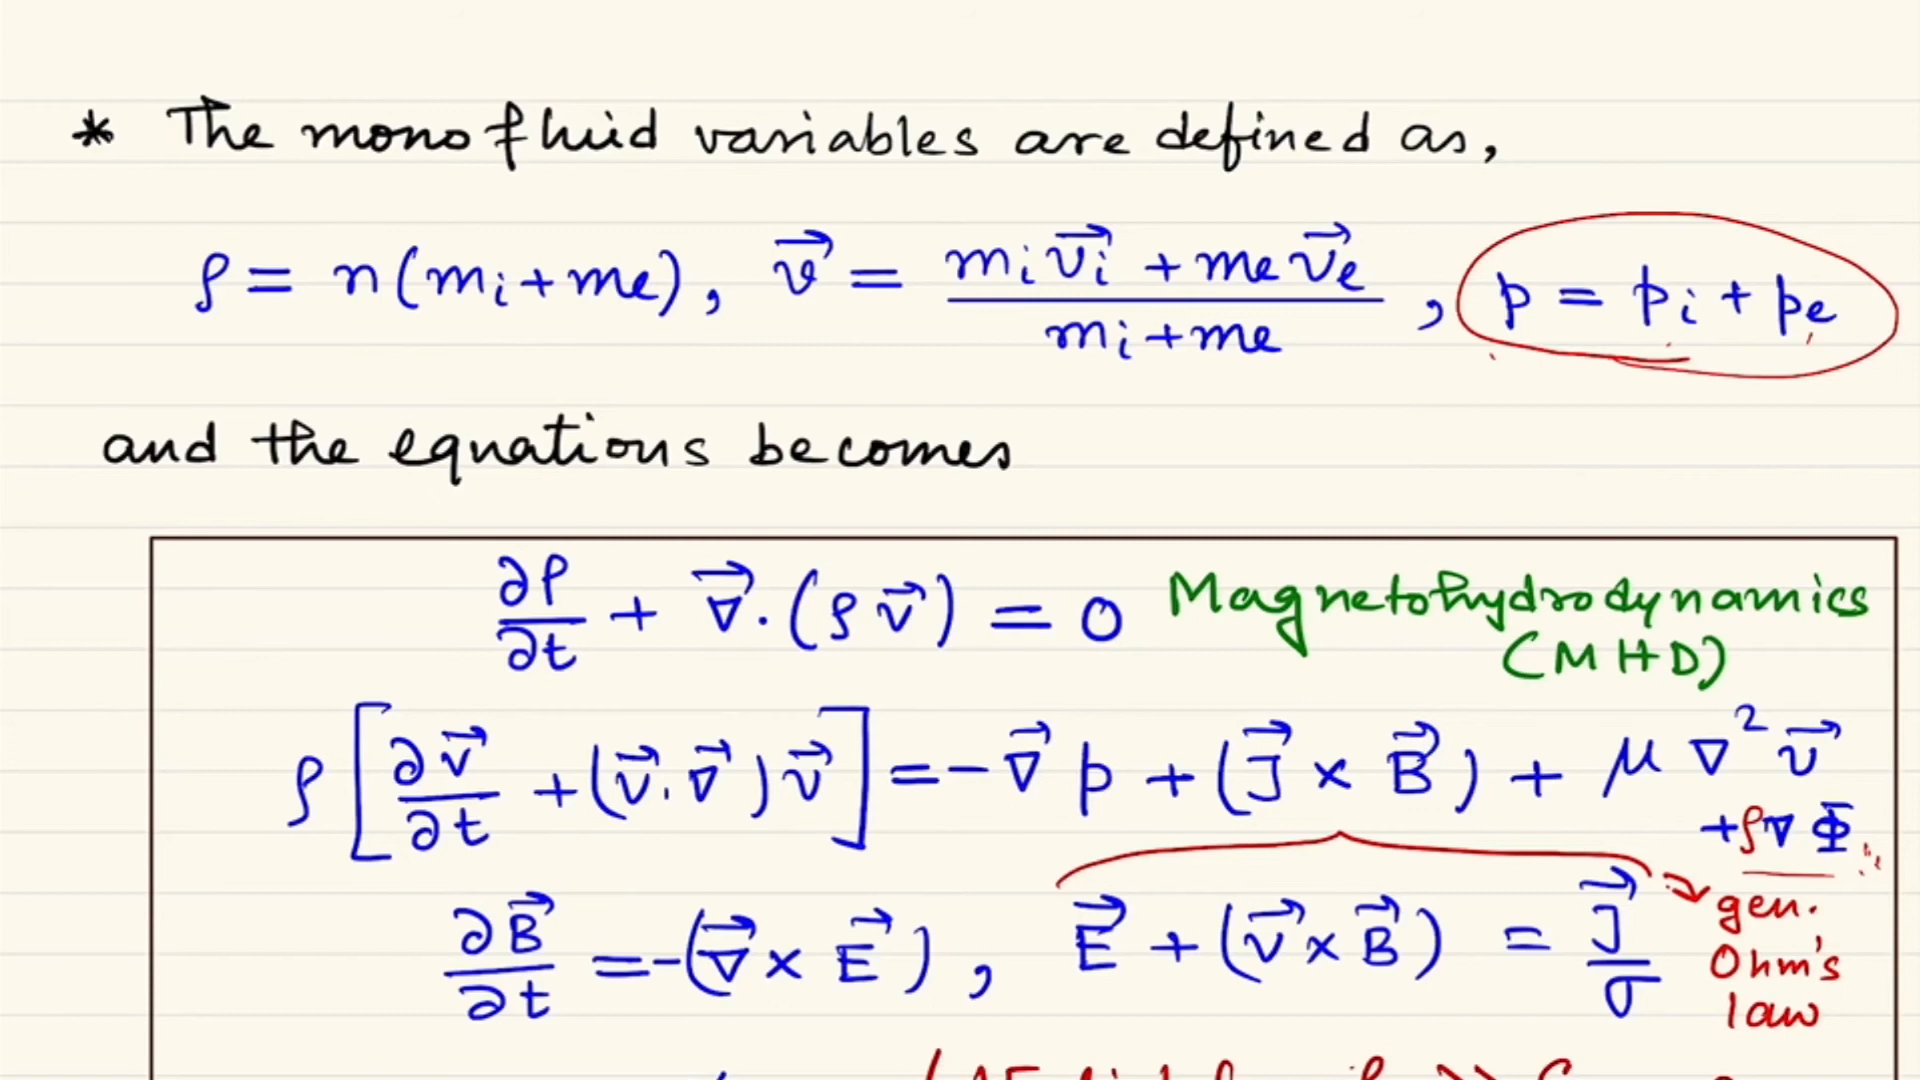 * The monofluid variables are defined as,
ρ = n(mᵢ+mₑ), v⃗ = (mᵢv⃗ᵢ + mₑv⃗ₑ)/(mᵢ+mₑ), p = pᵢ + pₑ
and the equations becomes
∂ρ/∂t + ∇⃗.(ρv⃗) = 0 Magnetohydrodynamics
(MHD)
ρ[∂v⃗/∂t + (v⃗.∇⃗)v⃗] = -∇⃗p + (J⃗ × B⃗) + μ∇²v⃗
+ρ∇Φ
∂B⃗/∂t = -(∇⃗ × E⃗), E⃗ + (v⃗×B⃗) = J⃗/σ
gen.
Ohm's
law